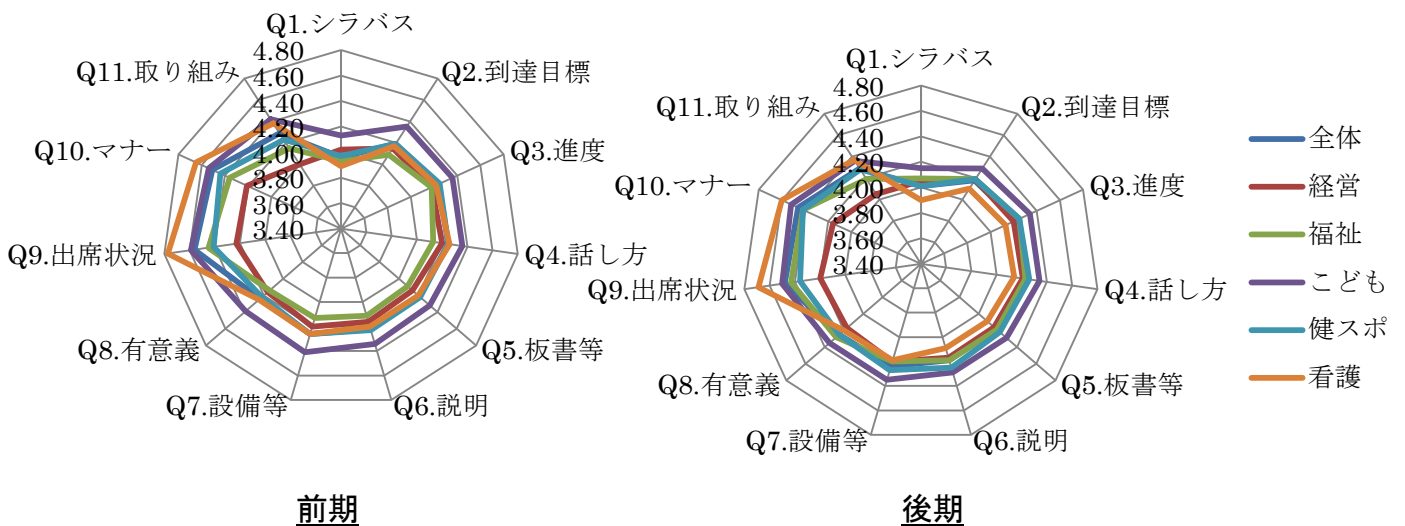 Q1.シラバス
Q2.到達目標
Q3.進度
Q4.話し方
Q5.板書等
Q6.説明
Q7.設備等
Q8.有意義
Q9.出席状況
Q10.マナー
Q11.取り組み
4.80
4.60
4.40
4.20
4.00
3.80
3.60
3.40
前期
Q1.シラバス
Q2.到達目標
Q3.進度
Q4.話し方
Q5.板書等
Q6.説明
Q7.設備等
Q8.有意義
Q9.出席状況
Q10.マナー
Q11.取り組み
4.80
4.60
4.40
4.20
4.00
3.80
3.60
3.40
後期
全体
経営
福祉
こども
健スポ
看護